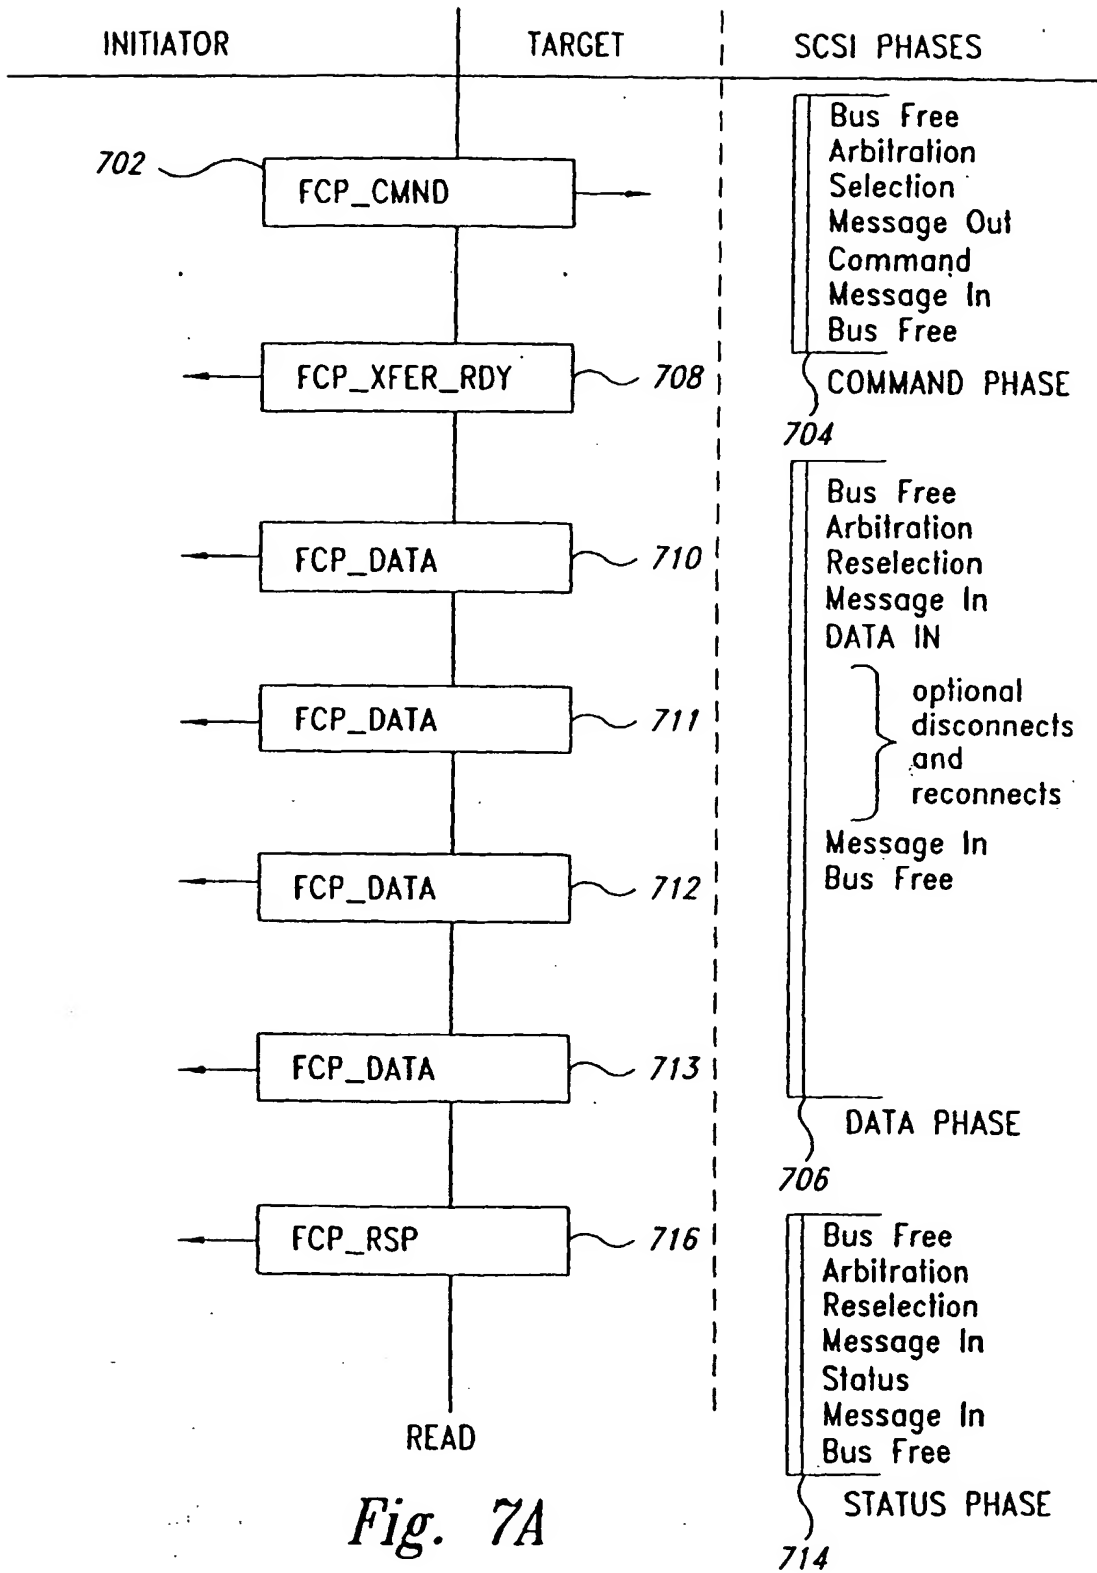 INITIATOR
TARGET
SCSI PHASES
702
FCP_CMND
FCP_XFER_RDY
708
FCP_DATA
710
FCP_DATA
711
FCP_DATA
712
FCP_DATA
713
FCP_RSP
716
READ
Bus Free
Arbitration
Selection
Message Out
Command
Message In
Bus Free
COMMAND PHASE
704
Bus Free
Arbitration
Reselection
Message In
DATA IN
optional
disconnects
and
reconnects
Message In
Bus Free
DATA PHASE
706
Bus Free
Arbitration
Reselection
Message In
Status
Message In
Bus Free
STATUS PHASE
714
Fig. 7A